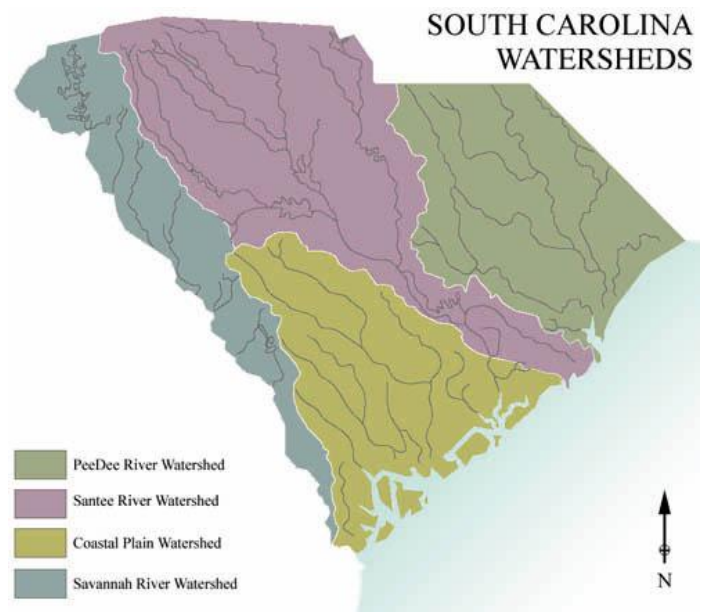 SOUTH CAROLINA
WATERSHEDS
PeeDee River Watershed
Santee River Watershed
Coastal Plain Watershed
Savannah River Watershed
N